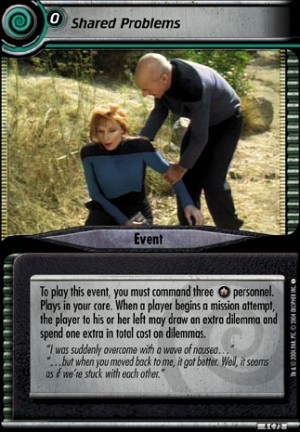 0 Shared Problems
Event
To play this event, you must command three personnel.
Plays in your core. When a player begins a mission attempt,
the player to his or her left may draw an extra dilemma and
spend one extra in total cost on dilemmas.
"I was suddenly overcome with a wave of nausea…"
"…but when you moved back to me, it got better. Well, it seems
as if we're stuck with each other."